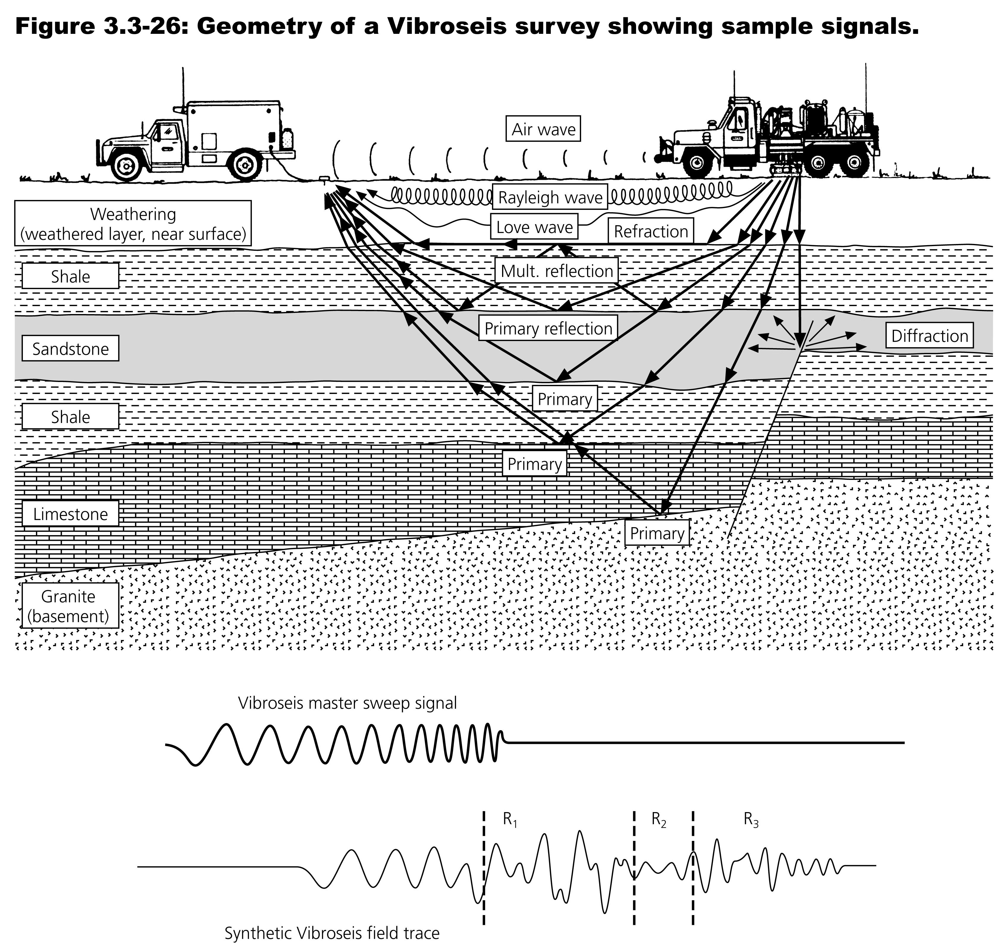 Figure 3.3-26: Geometry of a Vibroseis survey showing sample signals.
Air wave
Rayleigh wave
Weathering
(weathered layer, near surface)
Love wave
Refraction
Mult. reflection
Shale
Primary reflection
Diffraction
Sandstone
Primary
Shale
Primary
Limestone
Primary
Granite
(basement)
Vibroseis master sweep signal
R1
R2
R3
Synthetic Vibroseis field trace